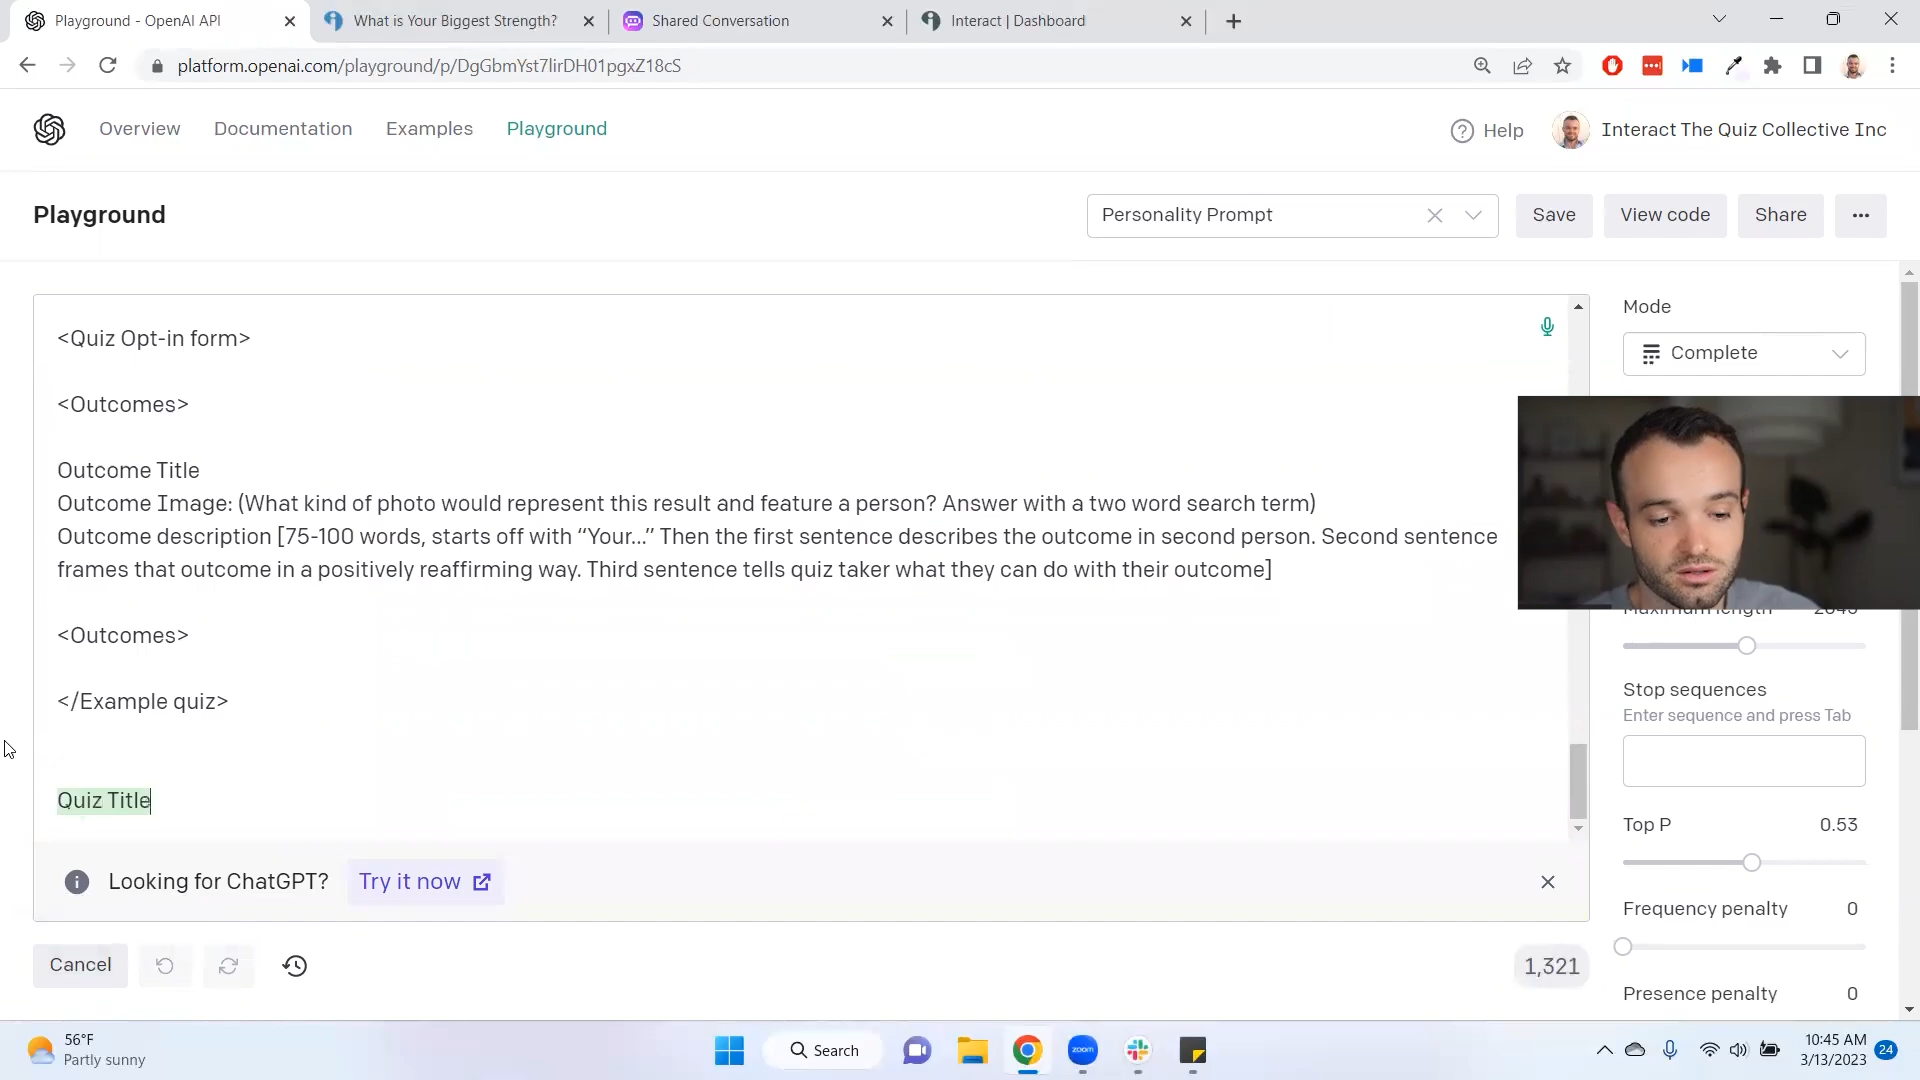 Playground - OpenAI API
What is Your Biggest Strength?
Shared Conversation
Interact | Dashboard
platform.openai.com/playground/p/DgGbmYst7lirDH01pgxZ18cS
Overview
Documentation
Examples
Playground
Help
Interact The Quiz Collective Inc
Playground
Personality Prompt
Save
View code
Share
<Quiz Opt-in form>
<Outcomes>
Outcome Title
Outcome Image: (What kind of photo would represent this result and feature a person? Answer with a two word search term)
Outcome description [75-100 words, starts off with “Your...” Then the first sentence describes the outcome in second person. Second sentence
frames that outcome in a positively reaffirming way. Third sentence tells quiz taker what they can do with their outcome]
<Outcomes>
</Example quiz>
Quiz Title
Looking for ChatGPT?
Try it now
Cancel
1,321
Mode
Complete
Maximum length
Stop sequences
Enter sequence and press Tab
Top P 0.53
Frequency penalty 0
Presence penalty 0
56°F
Partly sunny
Search
zoom
10:45 AM
3/13/2023
24